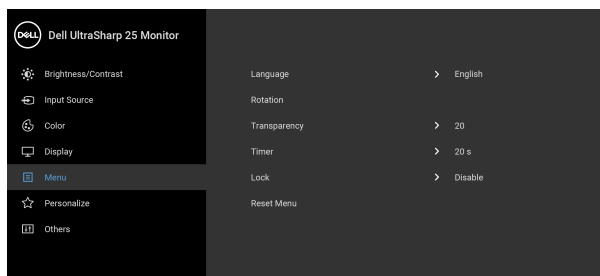 DELL Dell UltraSharp 25 Monitor
Brightness/Contrast
Language > English
Input Source
Rotation
Color
Transparency > 20
Display
Timer > 20 s
Menu
Lock > Disable
Personalize
Reset Menu
Others